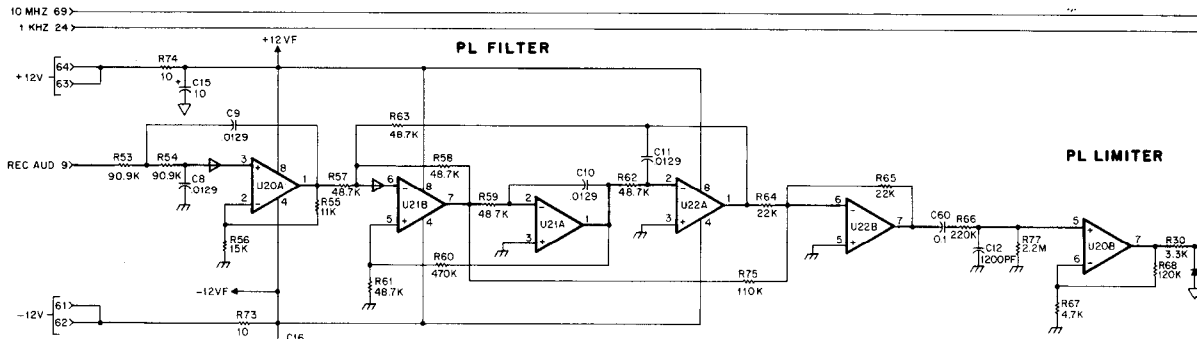 10 MHZ 69
1 KHZ 24
+12VF
PL FILTER
+12V
64
63
R74
10
+
C15
10
C9
.0129
R63
48.7K
REC AUD 9
R53
90.9K
R54
90.9K
C8
.0129
3
+
8
U20A
1
2
−
4
R55
11K
R56
15K
R57
48.7K
R58
48.7K
6
−
8
U21B
7
5
+
4
R59
48.7K
C10
.0129
2
−
U21A
1
3
+
R60
470K
R61
48.7K
R62
48.7K
C11
.0129
2
−
8
U22A
1
3
+
4
R64
22K
R65
22K
R75
110K
6
−
U22B
7
5
+
C60
0.1
R66
220K
C12
1200PF
R77
2.2M
PL LIMITER
5
+
U20B
7
6
−
R30
3.3K
R68
120K
R67
4.7K
−12VF
−12V
61
62
R73
10
C16